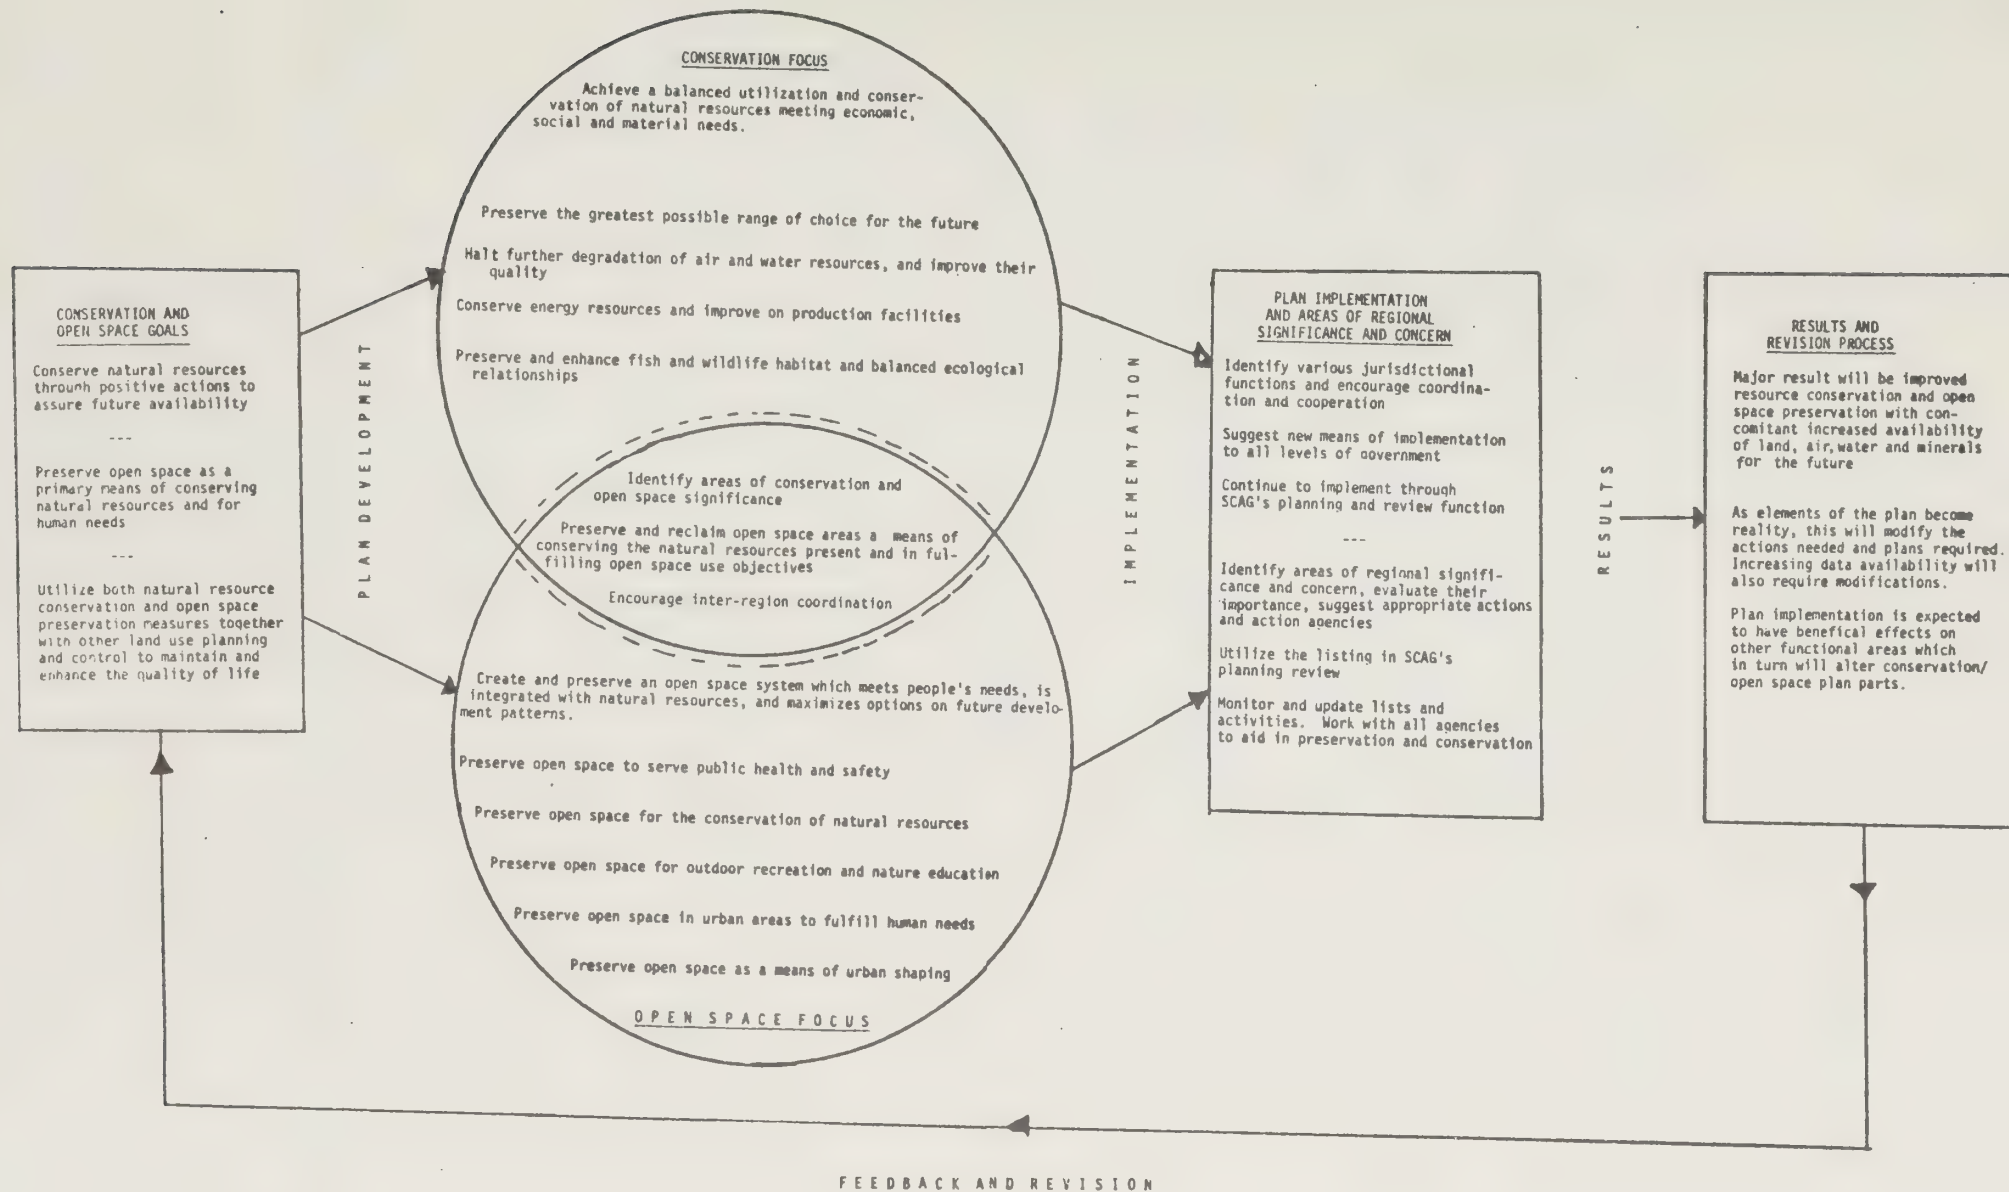 CONSERVATION AND
OPEN SPACE GOALS
Conserve natural resources
through positive actions to
assure future availability
---
Preserve open space as a
primary means of conserving
natural resources and for
human needs
---
Utilize both natural resource
conservation and open space
preservation measures together
with other land use planning
and control to maintain and
enhance the quality of life
PLAN DEVELOPMENT
CONSERVATION FOCUS
Achieve a balanced utilization and conser-
vation of natural resources meeting economic,
social and material needs.
Preserve the greatest possible range of choice for the future
Halt further degradation of air and water resources, and improve their
quality
Conserve energy resources and improve on production facilities
Preserve and enhance fish and wildlife habitat and balanced ecological
relationships
Identify areas of conservation and
open space significance
Preserve and reclaim open space areas a means of
conserving the natural resources present and in ful-
filling open space use objectives
Encourage inter-region coordination
Create and preserve an open space system which meets people's needs, is
integrated with natural resources, and maximizes options on future develo-
ment patterns.
Preserve open space to serve public health and safety
Preserve open space for the conservation of natural resources
Preserve open space for outdoor recreation and nature education
Preserve open space in urban areas to fulfill human needs
Preserve open space as a means of urban shaping
OPEN SPACE FOCUS
IMPLEMENTATION
PLAN IMPLEMENTATION
AND AREAS OF REGIONAL
SIGNIFICANCE AND CONCERN
Identify various jurisdictional
functions and encourage coordina-
tion and cooperation
Suggest new means of implementation
to all levels of government
Continue to implement through
SCAG's planning and review function
---
Identify areas of regional signifi-
cance and concern, evaluate their
importance, suggest appropriate actions
and action agencies
Utilize the listing in SCAG's
planning review
Monitor and update lists and
activities. Work with all agencies
to aid in preservation and conservation
RESULTS
RESULTS AND
REVISION PROCESS
Major result will be improved
resource conservation and open
space preservation with con-
comitant increased availability
of land, air, water and minerals
for the future
As elements of the plan become
reality, this will modify the
actions needed and plans required.
Increasing data availability will
also require modifications.
Plan implementation is expected
to have benefical effects on
other functional areas which
in turn will alter conservation/
open space plan parts.
FEEDBACK AND REVISION